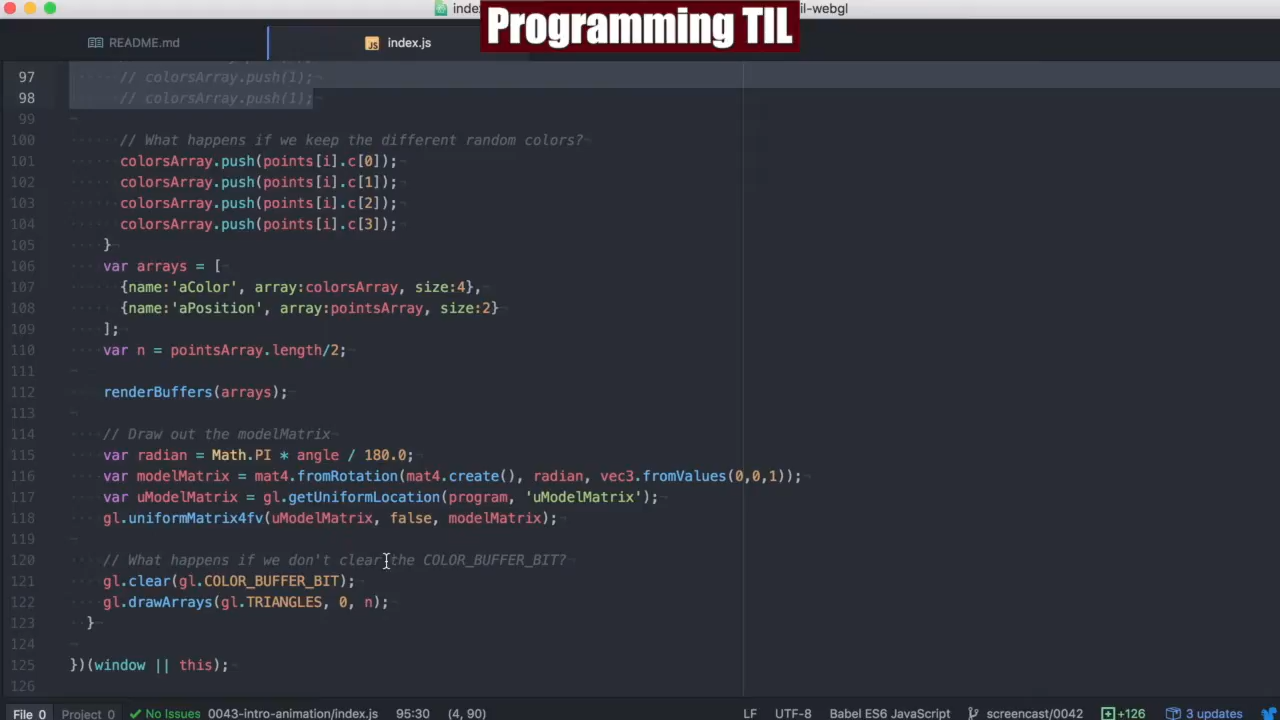 index
Programming TIL
il-webgl
README.md
index.js
97 // colorsArray.push(1);
98 // colorsArray.push(1);
99
100 // What happens if we keep the different random colors?
101 colorsArray.push(points[i].c[0]);
102 colorsArray.push(points[i].c[1]);
103 colorsArray.push(points[i].c[2]);
104 colorsArray.push(points[i].c[3]);
105 }
106 var arrays = [
107 {name:'aColor', array:colorsArray, size:4},
108 {name:'aPosition', array:pointsArray, size:2}
109 ];
110 var n = pointsArray.length/2;
111
112 renderBuffers(arrays);
113
114 // Draw out the modelMatrix
115 var radian = Math.PI * angle / 180.0;
116 var modelMatrix = mat4.fromRotation(mat4.create(), radian, vec3.fromValues(0,0,1));
117 var uModelMatrix = gl.getUniformLocation(program, 'uModelMatrix');
118 gl.uniformMatrix4fv(uModelMatrix, false, modelMatrix);
119
120 // What happens if we don't clear the COLOR_BUFFER_BIT?
121 gl.clear(gl.COLOR_BUFFER_BIT);
122 gl.drawArrays(gl.TRIANGLES, 0, n);
123 }
124
125 })(window || this);
126
File 0 Project 0 No Issues 0043-intro-animation/index.js 95:30 (4, 90) LF UTF-8 Babel ES6 JavaScript screencast/0042 +126 3 updates